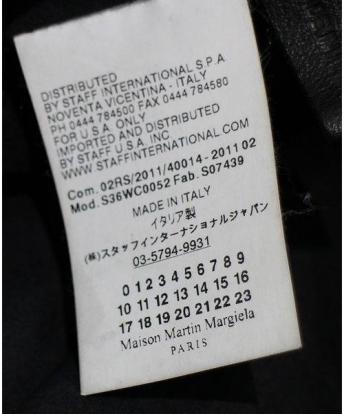 DISTRIBUTED
BY STAFF INTERNATIONAL S.P.A
NOVENTA VICENTINA - ITALY
PH 0444 784500 FAX 0444 784580
FOR U.S.A. ONLY
IMPORTED AND DISTRIBUTED
BY STAFF U.S.A. INC
WWW.STAFFINTERNATIONAL.COM
Com. 02RS/2011/40014 - 2011 02
Mod. S36WC0052 Fab. S07439
MADE IN ITALY
イタリア製
(株)スタッフインターナショナルジャパン
03-5794-9931
0 1 2 3 4 5 6 7 8 9
10 11 12 13 14 15 16
17 18 19 20 21 22 23
Maison Martin Margiela
PARIS